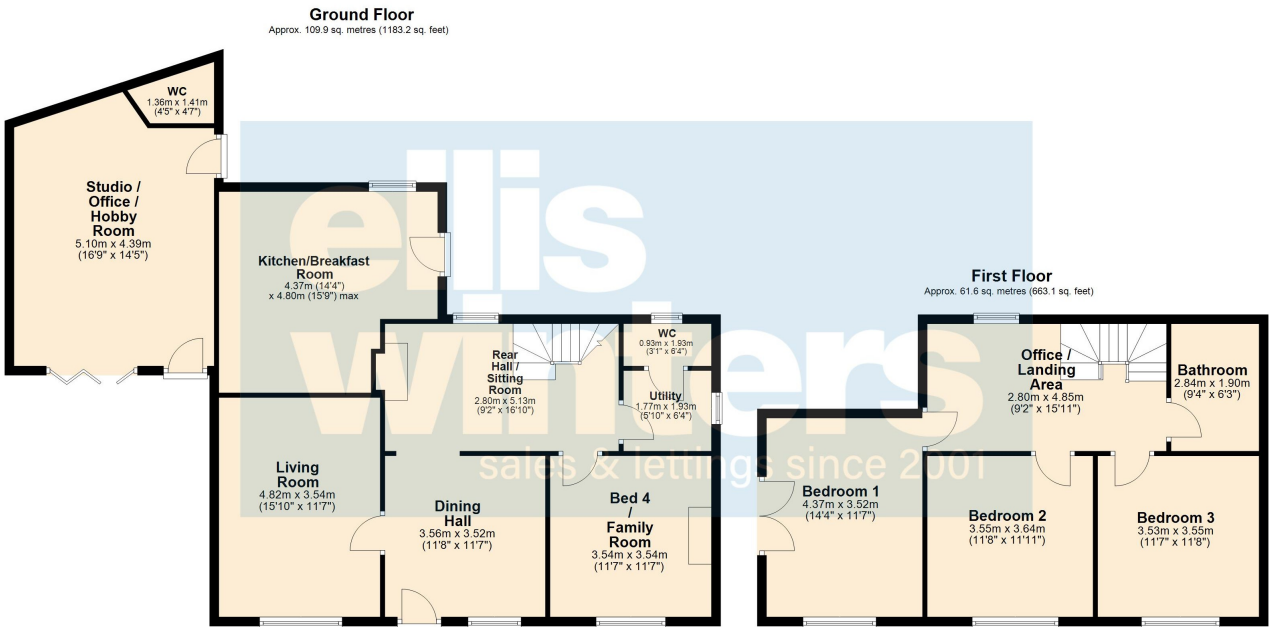 Ground Floor
Approx. 109.9 sq. metres (1183.2 sq. feet)
WC
1.36m x 1.41m
(4'5" x 4'7")
Studio /
Office /
Hobby
Room
5.10m x 4.39m
(16'9" x 14'5")
Kitchen/Breakfast
Room
4.37m (14'4")
x 4.80m (15'9") max
Rear
Hall /
Sitting
Room
2.80m x 5.13m
(9'2" x 16'10")
WC
0.93m x 1.93m
(3'1" x 6'4")
Utility
1.77m x 1.93m
(5'10" x 6'4")
Living
Room
4.82m x 3.54m
(15'10" x 11'7")
Dining
Hall
3.56m x 3.52m
(11'8" x 11'7")
Bed 4
/
Family
Room
3.54m x 3.54m
(11'7" x 11'7")
First Floor
Approx. 61.6 sq. metres (663.1 sq. feet)
Office /
Landing
Area
2.80m x 4.85m
(9'2" x 15'11")
Bathroom
2.84m x 1.90m
(9'4" x 6'3")
Bedroom 1
4.37m x 3.52m
(14'4" x 11'7")
Bedroom 2
3.55m x 3.64m
(11'8" x 11'11")
Bedroom 3
3.53m x 3.55m
(11'7" x 11'8")
ellis
winters
sales & lettings since 2001